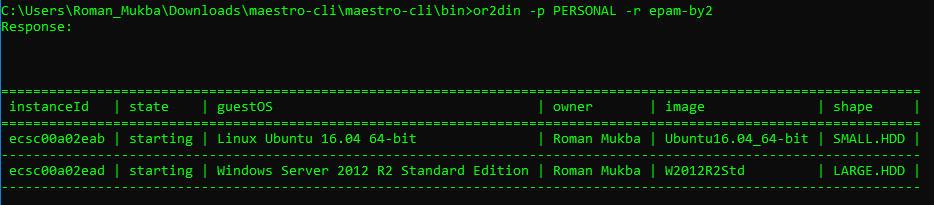 C:\Users\Roman_Mukba\Downloads\maestro-cli\maestro-cli\bin>or2din -p PERSONAL -r epam-by2
Response:
===================================================================================================================
instanceId | state | guestOS | owner | image | shape |
===================================================================================================================
ecsc00a02eab | starting | Linux Ubuntu 16.04 64-bit | Roman Mukba | Ubuntu16.04_64-bit | SMALL.HDD |
-------------------------------------------------------------------------------------------------------------------
ecsc00a02ead | starting | Windows Server 2012 R2 Standard Edition | Roman Mukba | W2012R2Std | LARGE.HDD |
-------------------------------------------------------------------------------------------------------------------